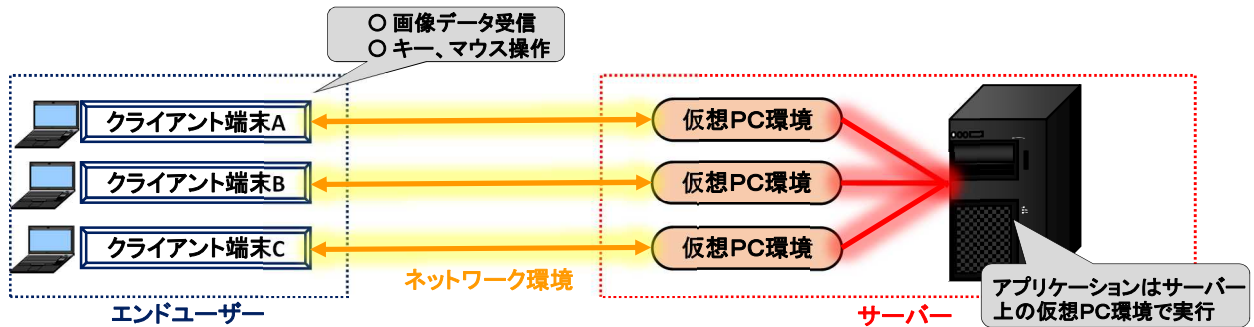 ○ 画像データ受信
○ キー、マウス操作
クライアント端末A
仮想PC環境
クライアント端末B
仮想PC環境
クライアント端末C
仮想PC環境
ネットワーク環境
エンドユーザー
サーバー
アプリケーションはサーバー
上の仮想PC環境で実行